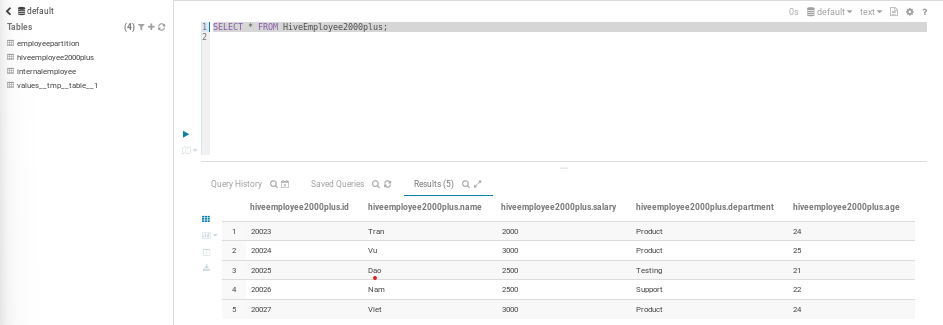 default
Tables (4)
employeepartition
hiveemployee2000plus
internalemployee
values__tmp__table__1
0s default text ?
1 SELECT * FROM HiveEmployee2000plus;
2
Query History Saved Queries Results (5)
hiveemployee2000plus.id hiveemployee2000plus.name hiveemployee2000plus.salary hiveemployee2000plus.department hiveemployee2000plus.age
1 20023 Tran 2000 Product 24
2 20024 Vu 3000 Product 25
3 20025 Dao 2500 Testing 21
4 20026 Nam 2500 Support 22
5 20027 Viet 3000 Product 24